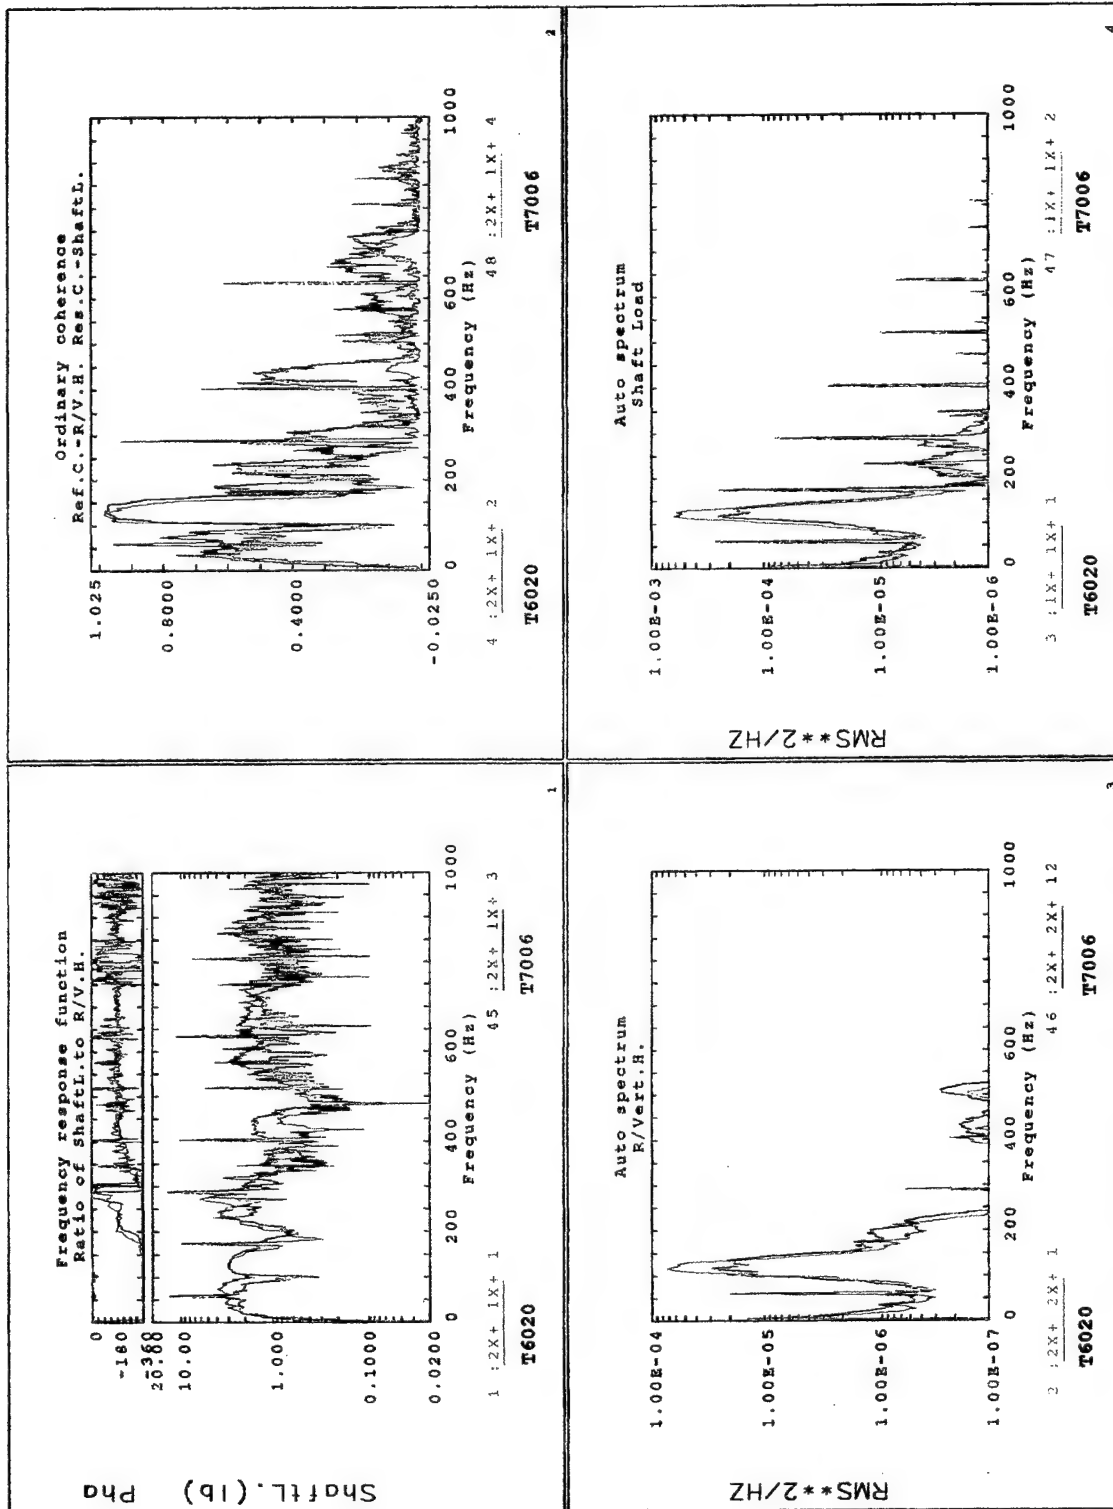 Frequency response function
Ratio of ShaftL.to R/V.H.
Pha
0
-180
-360
ShaftL.(lb)
20.00
10.00
1.000
0.1000
0.0200
0 200 400 600 1000
Frequency (Hz)
1 :2X+ 1X+ 1 45 :2X+ 1X+ 3
T6020 T7006
1
Ordinary coherence
Ref.C.-R/V.H. Res.C.-ShaftL.
1.025
0.8000
0.4000
-0.0250
0 200 400 600 1000
Frequency (Hz)
4 :2X+ 1X+ 2 48 :2X+ 1X+ 4
T6020 T7006
2
Auto spectrum
R/Vert.H.
RMS**2/HZ
1.00E-04
1.00E-05
1.00E-06
1.00E-07
0 200 400 600 1000
Frequency (Hz)
2 :2X+ 2X+ 1 46 :2X+ 2X+ 12
T6020 T7006
3
Auto spectrum
Shaft Load
RMS**2/HZ
1.00E-03
1.00E-04
1.00E-05
1.00E-06
0 200 400 600 1000
Frequency (Hz)
3 :1X+ 1X+ 1 47 :1X+ 1X+ 2
T6020 T7006
4